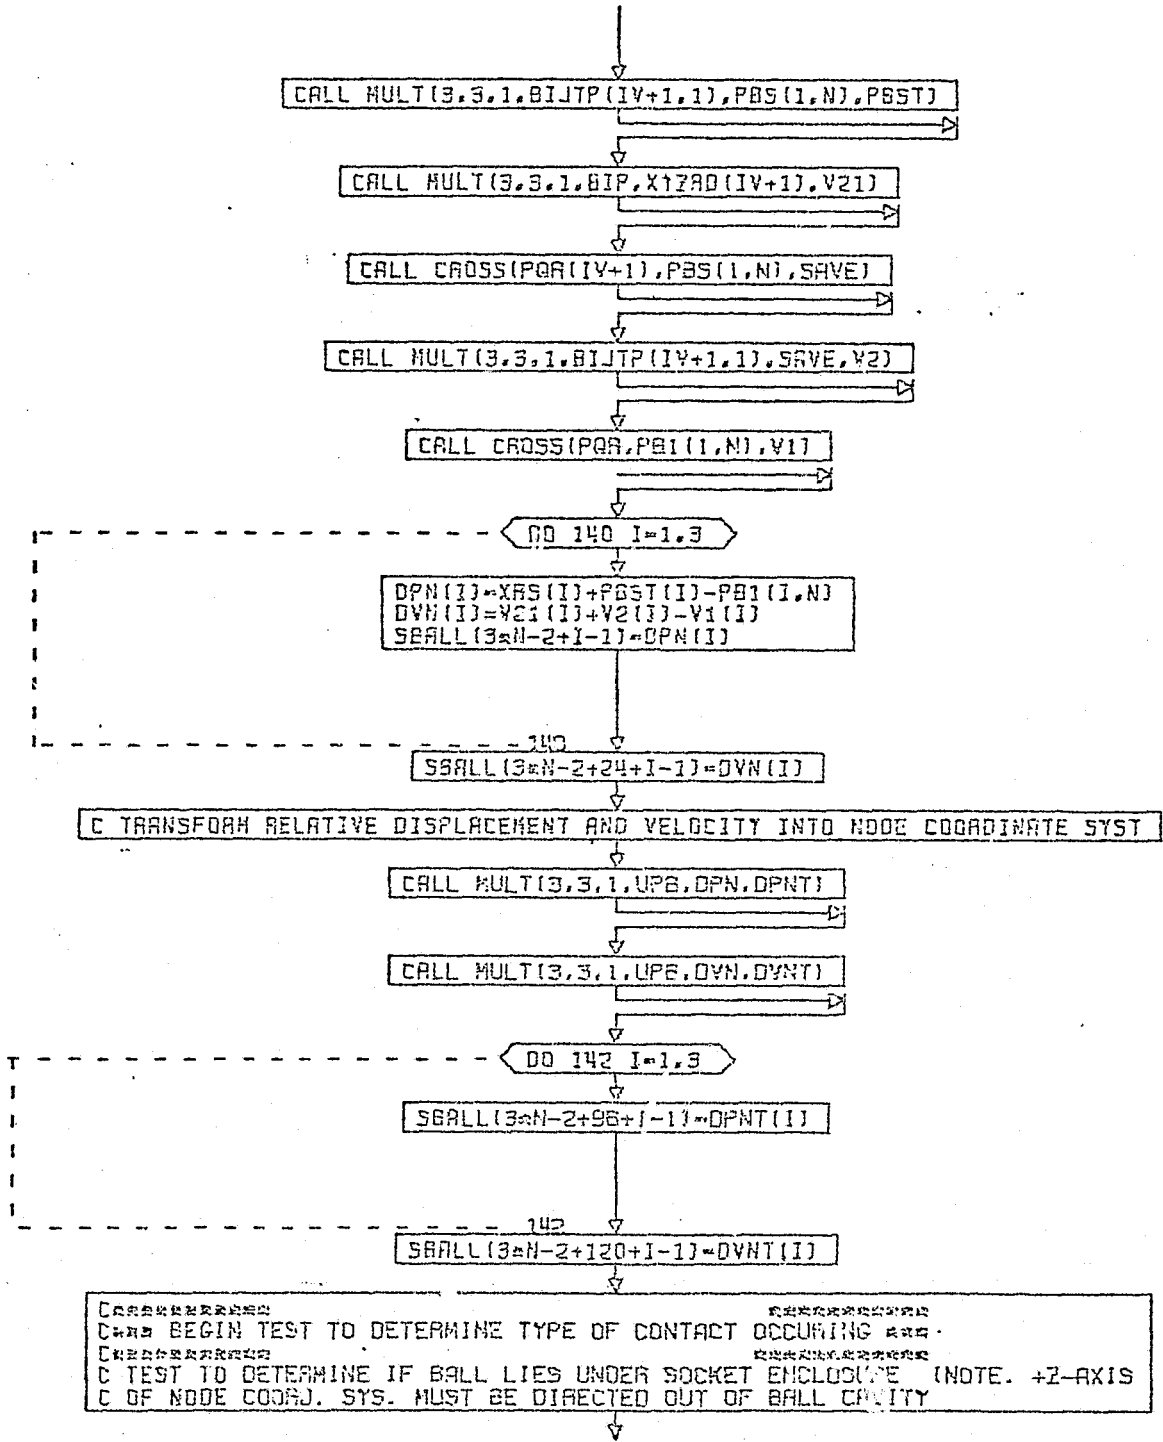 CALL MULT(3,3,1,BIJTP(IV+1,1),PBS(1,N),PBST)
CALL MULT(3,3,1,BIP,X1ZRD(IV+1),V21)
CALL CROSS(PQR(IV+1),PBS(1,N),SAVE)
CALL MULT(3,3,1,BIJTP(IV+1,1),SAVE,V2)
CALL CROSS(PQR,PB1(1,N),V1)
DO 140 I=1,3
DPN(I)=XRS(I)+PBST(I)-PB1(I,N)
DVN(I)=V21(I)+V2(I)-V1(I)
SBALL(3*N-2+I-1)=DPN(I)
140
SBALL(3*N-2+24+I-1)=DVN(I)
C TRANSFORM RELATIVE DISPLACEMENT AND VELOCITY INTO NODE COORDINATE SYST
CALL MULT(3,3,1,UPB,DPN,DPNT)
CALL MULT(3,3,1,UPB,DVN,DVNT)
DO 142 I=1,3
SBALL(3*N-2+96+I-1)=DPNT(I)
142
SBALL(3*N-2+120+I-1)=DVNT(I)
C************ ***********
C*** BEGIN TEST TO DETERMINE TYPE OF CONTACT OCCURING ***
C************ ***********
C TEST TO DETERMINE IF BALL LIES UNDER SOCKET ENCLOSURE (NOTE. +Z-AXIS
C OF NODE COORD. SYS. MUST BE DIRECTED OUT OF BALL CAVITY